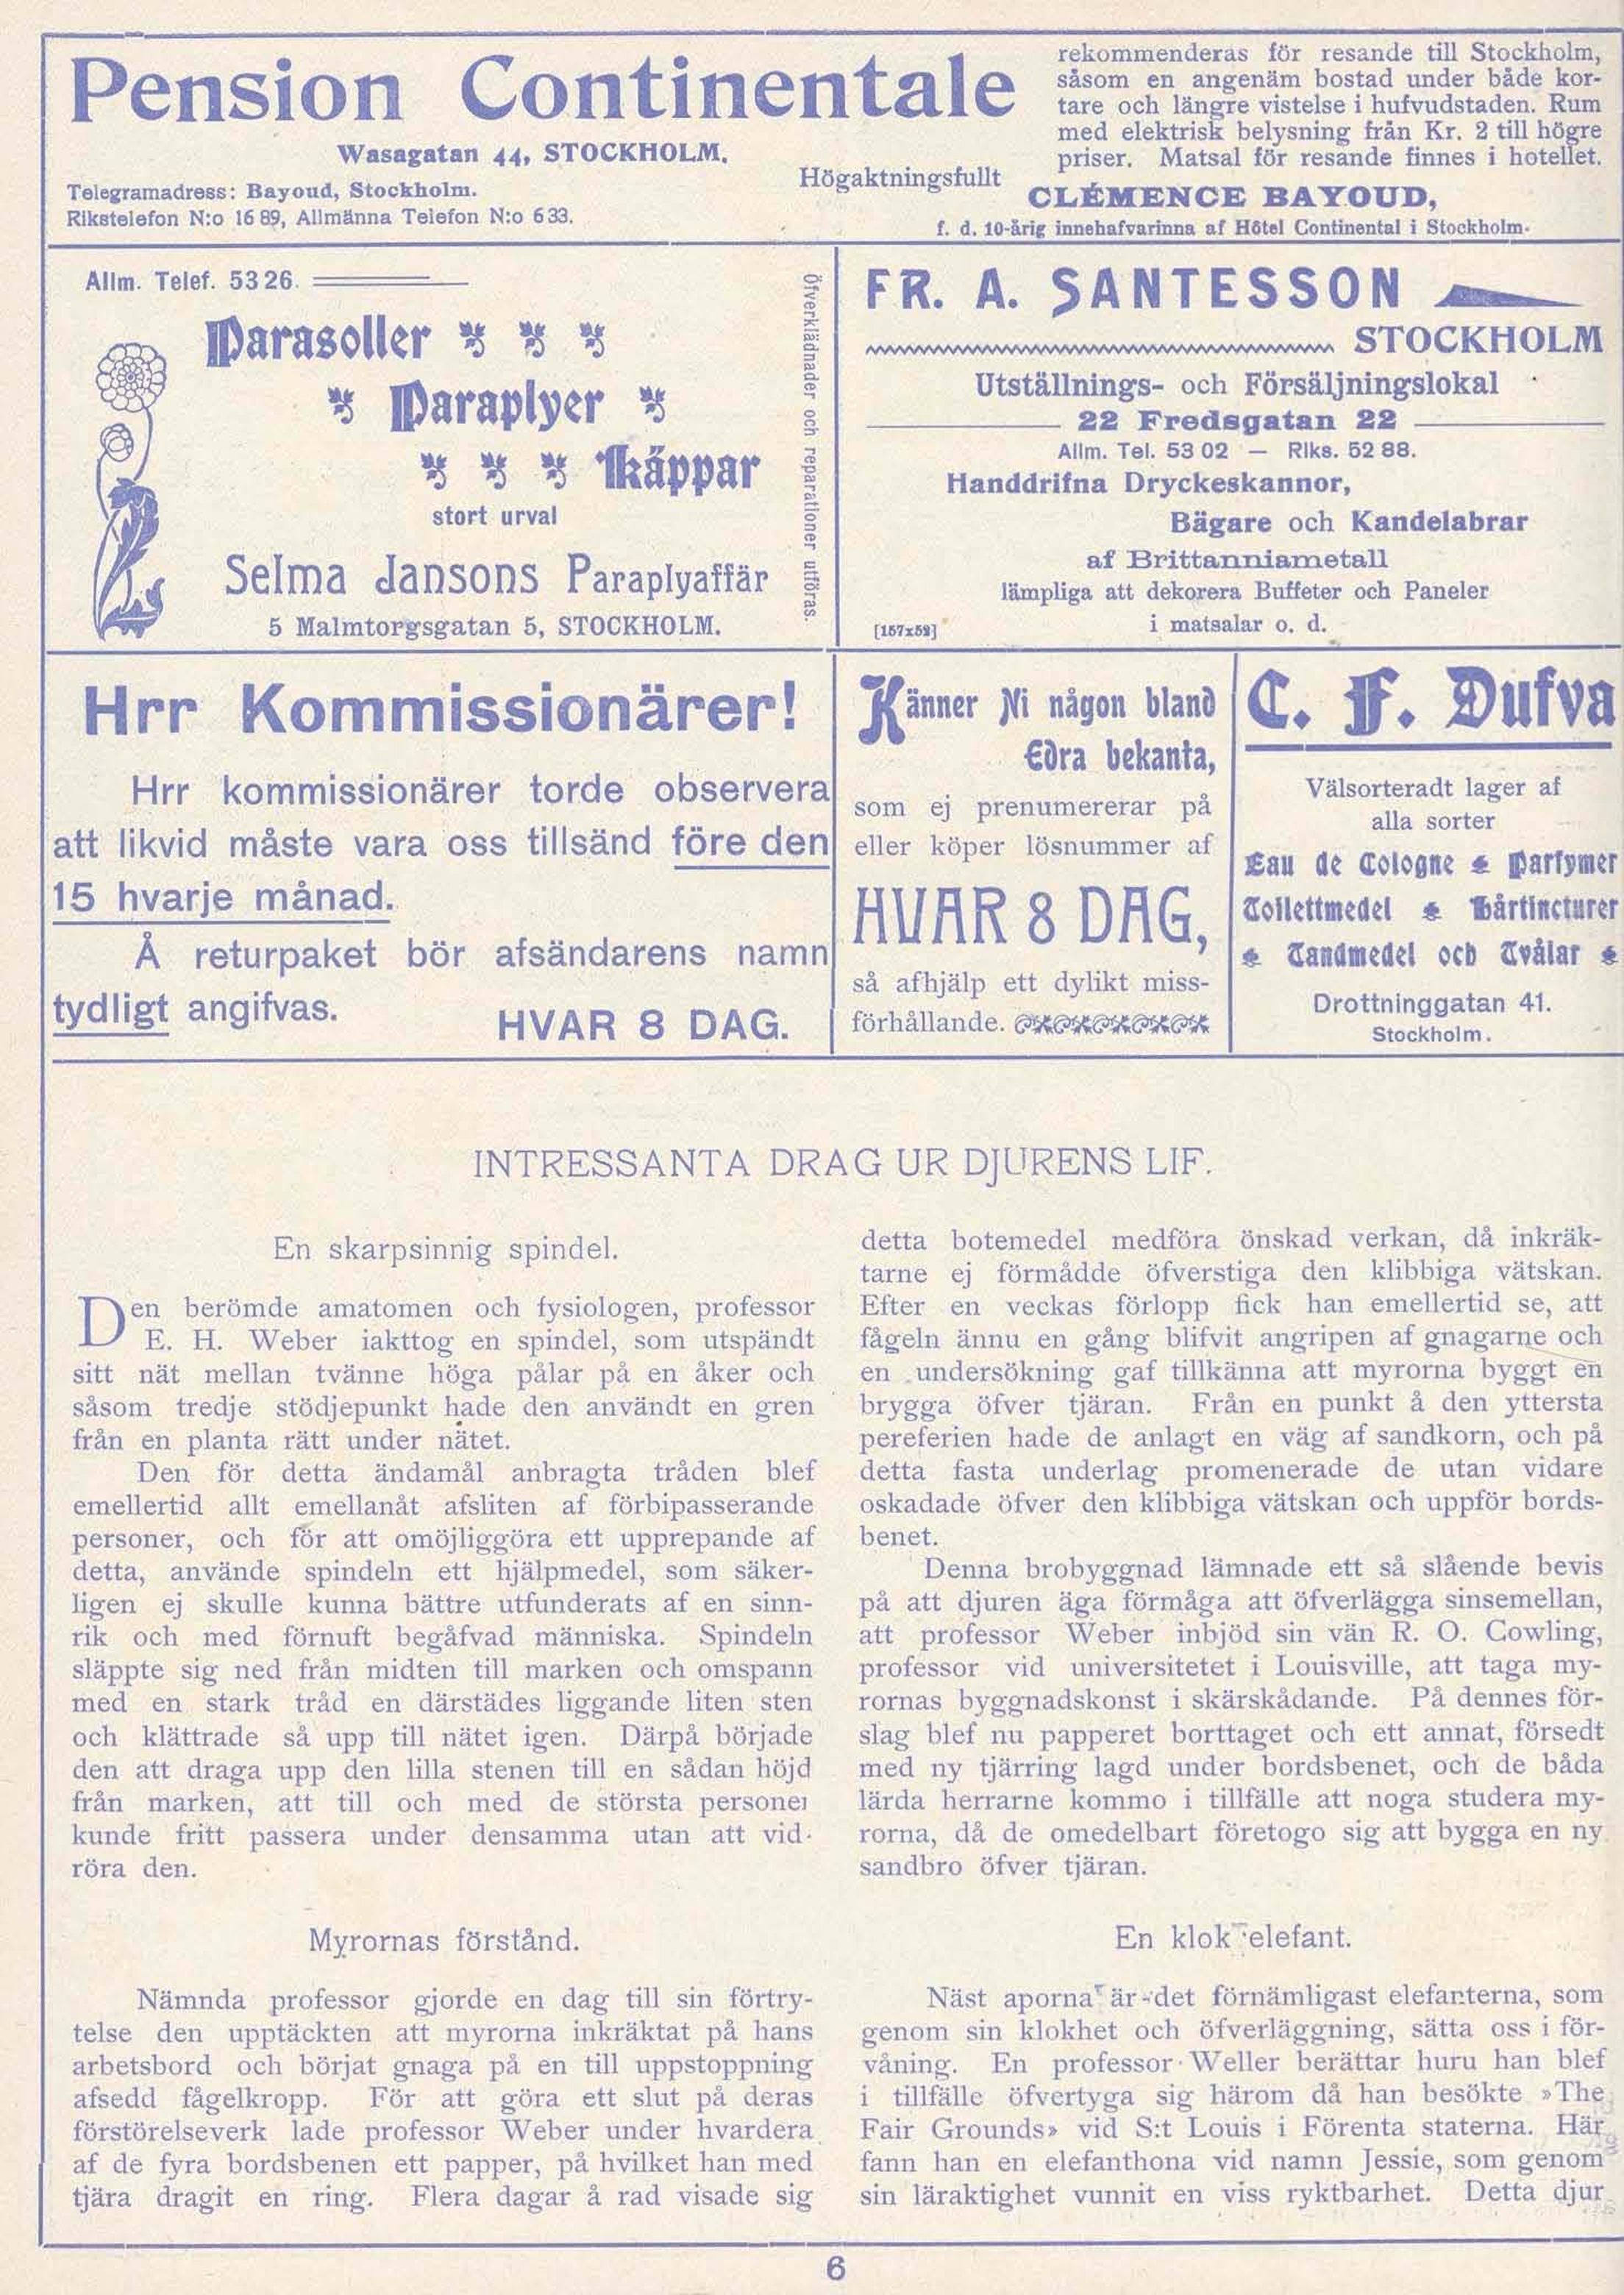 Pension Continentale
Wasagatan 44, STOCKHOLM.
Telegramadress: Bayoud, Stockholm.
Rikstelefon N:o 16 89, Allmänna Telefon N:o 6 33.
rekommenderas för resande till Stockholm,
såsom en angenäm bostad under både kor-
tare och längre vistelse i hufvudstaden. Rum
med elektrisk belysning från Kr. 2 till högre
priser. Matsal för resande finnes i hotellet.
Högaktningsfullt
CLÉMENCE BAYOUD,
f. d. 10-årig innehafvarinna af Hôtel Continental i Stockholm.
Allm. Telef. 53 26.
Parasoller
Paraplyer
Käppar
stort urval
Selma Jansons Paraplyaffär
5 Malmtorgsgatan 5, STOCKHOLM.
Öfverklädnader och reparationer utföras.
FR. A. SANTESSON
STOCKHOLM
Utställnings- och Försäljningslokal
22 Fredsgatan 22
Allm. Tel. 53 02 — Riks. 52 88.
Handdrifna Dryckeskannor,
Bägare och Kandelabrar
af Brittanniametall
lämpliga att dekorera Buffeter och Paneler
[157x52] i matsalar o. d.
Hrr Kommissionärer!
Hrr kommissionärer torde observera
att likvid måste vara oss tillsänd före den
15 hvarje månad.
Å returpaket bör afsändarens namn
tydligt angifvas.
HVAR 8 DAG.
Känner Ni någon bland
Edra bekanta,
som ej prenumererar på
eller köper lösnummer af
HVAR 8 DAG,
så afhjälp ett dylikt miss-
förhållande.
C. F. Dufva
Välsorteradt lager af
alla sorter
Eau de Cologne Parfymer
Toilettmedel Hårtincturer
Tandmedel och Tvålar
Drottninggatan 41.
Stockholm.
INTRESSANTA DRAG UR DJURENS LIF.
En skarpsinnig spindel.
Den berömde amatomen och fysiologen, professor
E. H. Weber iakttog en spindel, som utspändt
sitt nät mellan tvänne höga pålar på en åker och
såsom tredje stödjepunkt hade den användt en gren
från en planta rätt under nätet.
Den för detta ändamål anbragta tråden blef
emellertid allt emellanåt afsliten af förbipasserande
personer, och för att omöjliggöra ett upprepande af
detta, använde spindeln ett hjälpmedel, som säker-
ligen ej skulle kunna bättre utfunderats af en sinn-
rik och med förnuft begåfvad människa. Spindeln
släppte sig ned från midten till marken och omspann
med en stark tråd en därstädes liggande liten sten
och klättrade så upp till nätet igen. Därpå började
den att draga upp den lilla stenen till en sådan höjd
från marken, att till och med de största personer
kunde fritt passera under densamma utan att vid-
röra den.
Myrornas förstånd.
Nämnda professor gjorde en dag till sin förtry-
telse den upptäckten att myrorna inkräktat på hans
arbetsbord och börjat gnaga på en till uppstoppning
afsedd fågelkropp. För att göra ett slut på deras
förstörelseverk lade professor Weber under hvardera
af de fyra bordsbenen ett papper, på hvilket han med
tjära dragit en ring. Flera dagar å rad visade sig
detta botemedel medföra önskad verkan, då inkräk-
tarne ej förmådde öfverstiga den klibbiga vätskan.
Efter en veckas förlopp fick han emellertid se, att
fågeln ännu en gång blifvit angripen af gnagarne och
en undersökning gaf tillkänna att myrorna byggt en
brygga öfver tjäran. Från en punkt å den yttersta
pereferien hade de anlagt en väg af sandkorn, och på
detta fasta underlag promenerade de utan vidare
oskadade öfver den klibbiga vätskan och uppför bords-
benet.
Denna brobyggnad lämnade ett så slående bevis
på att djuren äga förmåga att öfverlägga sinsemellan,
att professor Weber inbjöd sin vän R. O. Cowling,
professor vid universitetet i Louisville, att taga my-
rornas byggnadskonst i skärskådande. På dennes för-
slag blef nu papperet borttaget och ett annat, försedt
med ny tjärring lagd under bordsbenet, och de båda
lärda herrarne kommo i tillfälle att noga studera my-
rorna, då de omedelbart företogo sig att bygga en ny
sandbro öfver tjäran.
En klok elefant.
Näst aporna är det förnämligast elefanterna, som
genom sin klokhet och öfverläggning, sätta oss i för-
våning. En professor Weller berättar huru han blef
i tillfälle öfvertyga sig härom då han besökte »The
Fair Grounds» vid S:t Louis i Förenta staterna. Här
fann han en elefanthona vid namn Jessie, som genom
sin läraktighet vunnit en viss ryktbarhet. Detta djur
6